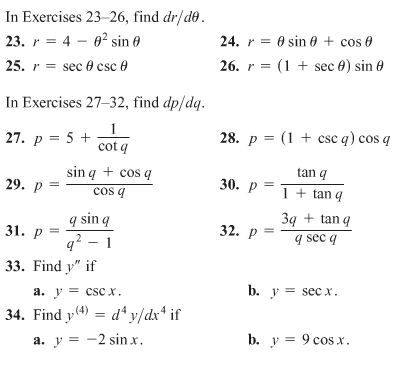 In Exercises 23–26, find dr/dθ.
23. r = 4 − θ² sin θ
24. r = θ sin θ + cos θ
25. r = sec θ csc θ
26. r = (1 + sec θ) sin θ
In Exercises 27–32, find dp/dq.
27. p = 5 + 1/cot q
28. p = (1 + csc q) cos q
29. p = (sin q + cos q)/cos q
30. p = tan q/(1 + tan q)
31. p = q sin q/(q² − 1)
32. p = (3q + tan q)/(q sec q)
33. Find y″ if
a. y = csc x.
b. y = sec x.
34. Find y⁽⁴⁾ = d⁴ y/dx⁴ if
a. y = −2 sin x.
b. y = 9 cos x.